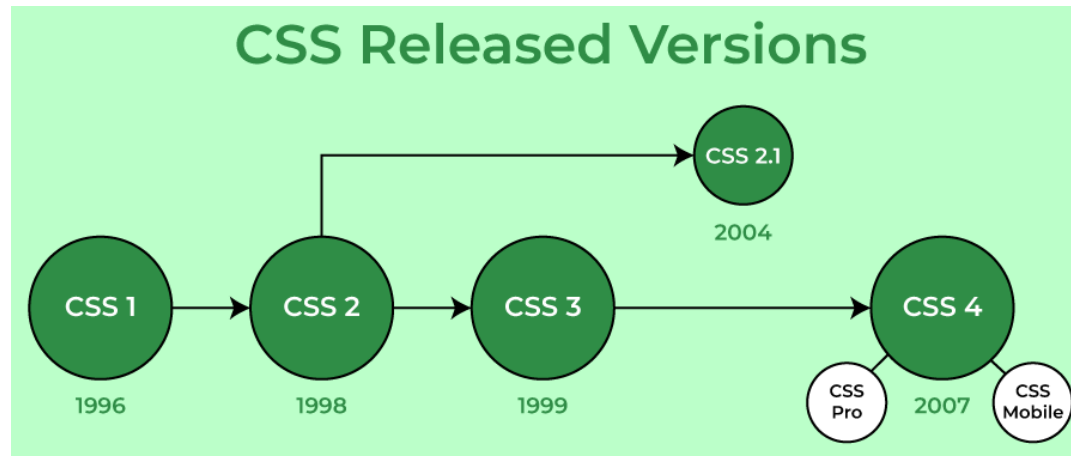 CSS Released Versions
CSS 2.1
2004
CSS 1
CSS 2
CSS 3
CSS 4
1996
1998
1999
2007
CSS
Pro
CSS
Mobile